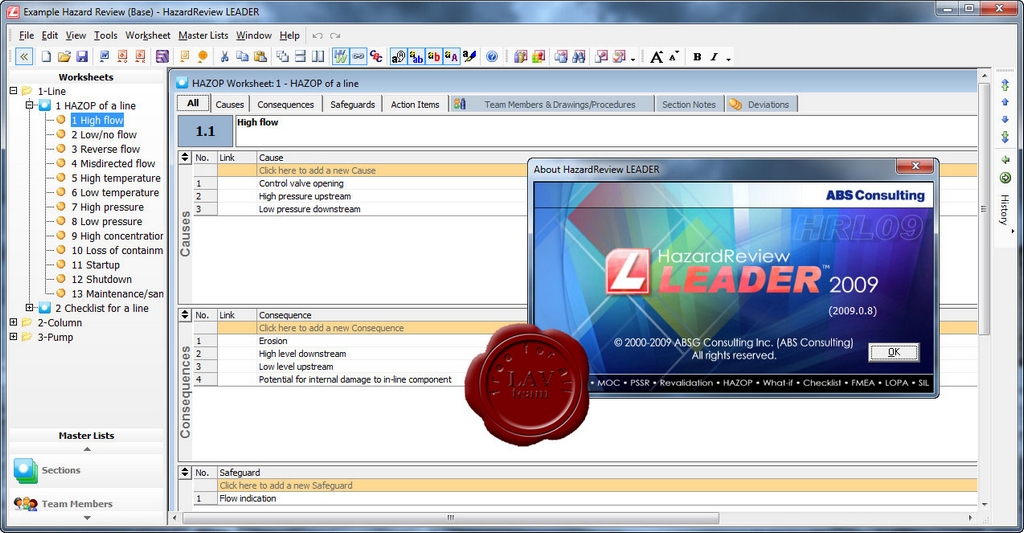 Example Hazard Review (Base) - HazardReview LEADER
File Edit View Tools Worksheet Master Lists Window Help
Worksheets
1-Line
1 HAZOP of a line
1 High flow
2 Low/no flow
3 Reverse flow
4 Misdirected flow
5 High temperature
6 Low temperature
7 High pressure
8 Low pressure
9 High concentration
10 Loss of containm
11 Startup
12 Shutdown
13 Maintenance/san
2 Checklist for a line
2-Column
3-Pump
Master Lists
Sections
Team Members
HAZOP Worksheet: 1 - HAZOP of a line
All Causes Consequences Safeguards Action Items Team Members & Drawings/Procedures Section Notes Deviations
1.1 High flow
Causes
No. Link Cause
Click here to add a new Cause
1 Control valve opening
2 High pressure upstream
3 Low pressure downstream
Consequences
No. Link Consequence
Click here to add a new Consequence
1 Erosion
2 High level downstream
3 Low level upstream
4 Potential for internal damage to in-line component
No. Safeguard
Click here to add a new Safeguard
1 Flow indication
About HazardReview LEADER
ABS Consulting
HRL09
HazardReview
LEADER™ 2009
(2009.0.8)
© 2000-2009 ABSG Consulting Inc. (ABS Consulting)
All rights reserved.
OK
• MOC • PSSR • Revalidation • HAZOP • What-if • Checklist • FMEA • LOPA • SIL
LAV
team
History